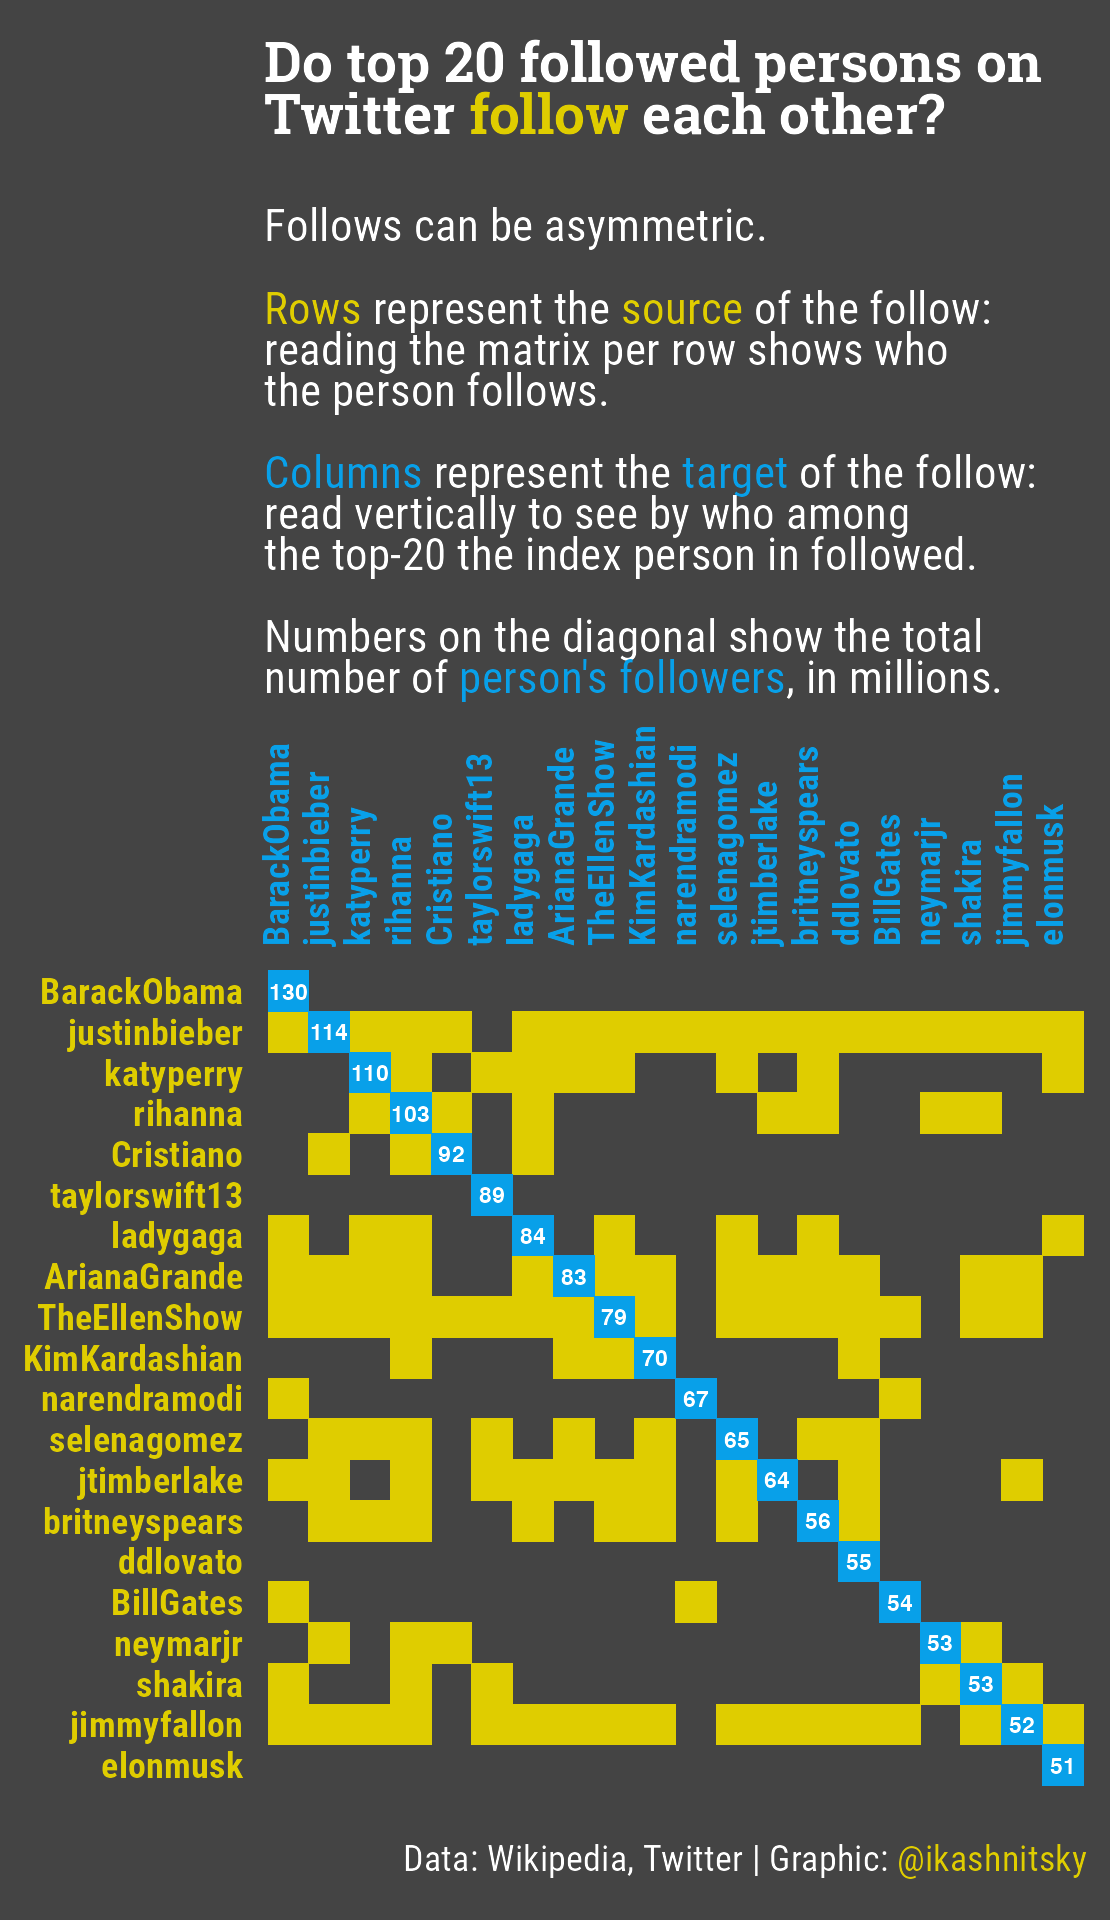 Do top 20 followed persons on
Twitter follow each other?
Follows can be asymmetric.
Rows represent the source of the follow:
reading the matrix per row shows who
the person follows.
Columns represent the target of the follow:
read vertically to see by who among
the top-20 the index person in followed.
Numbers on the diagonal show the total
number of person's followers, in millions.
BarackObama
justinbieber
katyperry
rihanna
Cristiano
taylorswift13
ladygaga
ArianaGrande
TheEllenShow
KimKardashian
narendramodi
selenagomez
jtimberlake
britneyspears
ddlovato
BillGates
neymarjr
shakira
jimmyfallon
elonmusk
BarackObama 130
justinbieber 114
katyperry 110
rihanna 103
Cristiano 92
taylorswift13 89
ladygaga 84
ArianaGrande 83
TheEllenShow 79
KimKardashian 70
narendramodi 67
selenagomez 65
jtimberlake 64
britneyspears 56
ddlovato 55
BillGates 54
neymarjr 53
shakira 53
jimmyfallon 52
elonmusk 51
Data: Wikipedia, Twitter | Graphic: @ikashnitsky